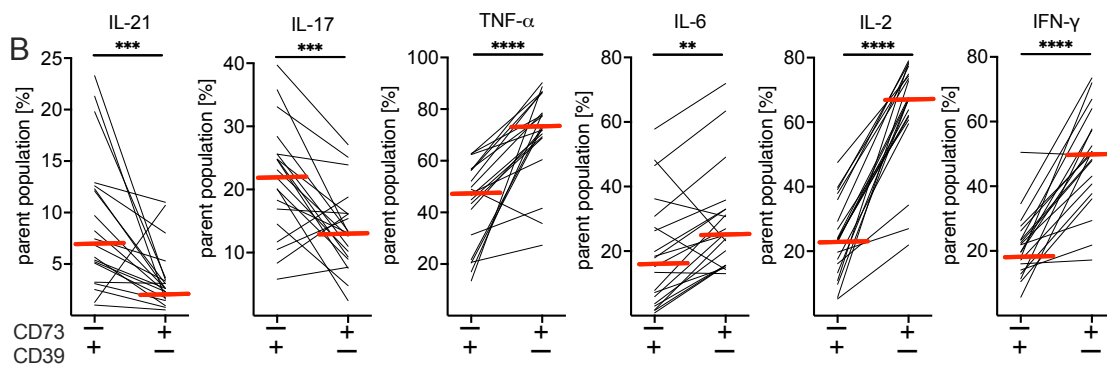 B
IL-21 IL-17 TNF-α IL-6 IL-2 IFN-γ
*** *** **** ** **** ****
parent population [%] parent population [%] parent population [%] parent population [%] parent population [%] parent population [%]
25 20 15 10 5
40 30 20 10
100 80 60 40 20
80 60 40 20
80 60 40 20
80 60 40 20
CD73 − + − + − + − + − + − +
CD39 + − + − + − + − + − + −